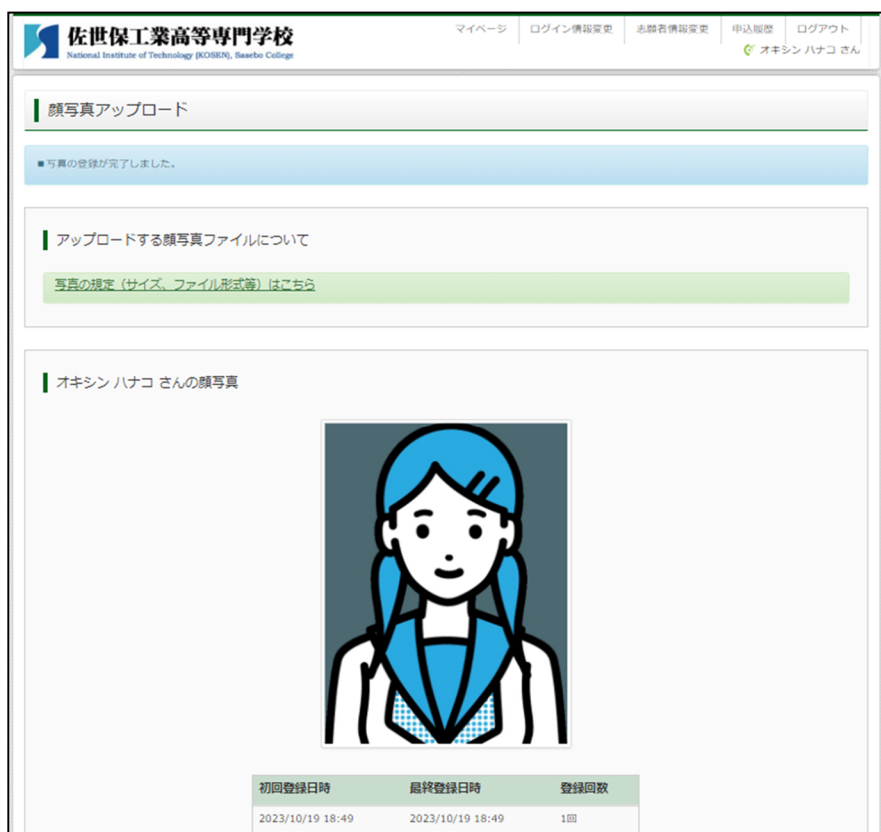 佐世保工業高等専門学校
National Institute of Technology (KOSEN), Sasebo College
マイページ ログイン情報変更 志願者情報変更 申込履歴 ログアウト
オキシン ハナコ さん
顔写真アップロード
■写真の登録が完了しました。
アップロードする顔写真ファイルについて
写真の規定（サイズ、ファイル形式等）はこちら
オキシン ハナコ さんの顔写真
初回登録日時 最終登録日時 登録回数
2023/10/19 18:49 2023/10/19 18:49 1回